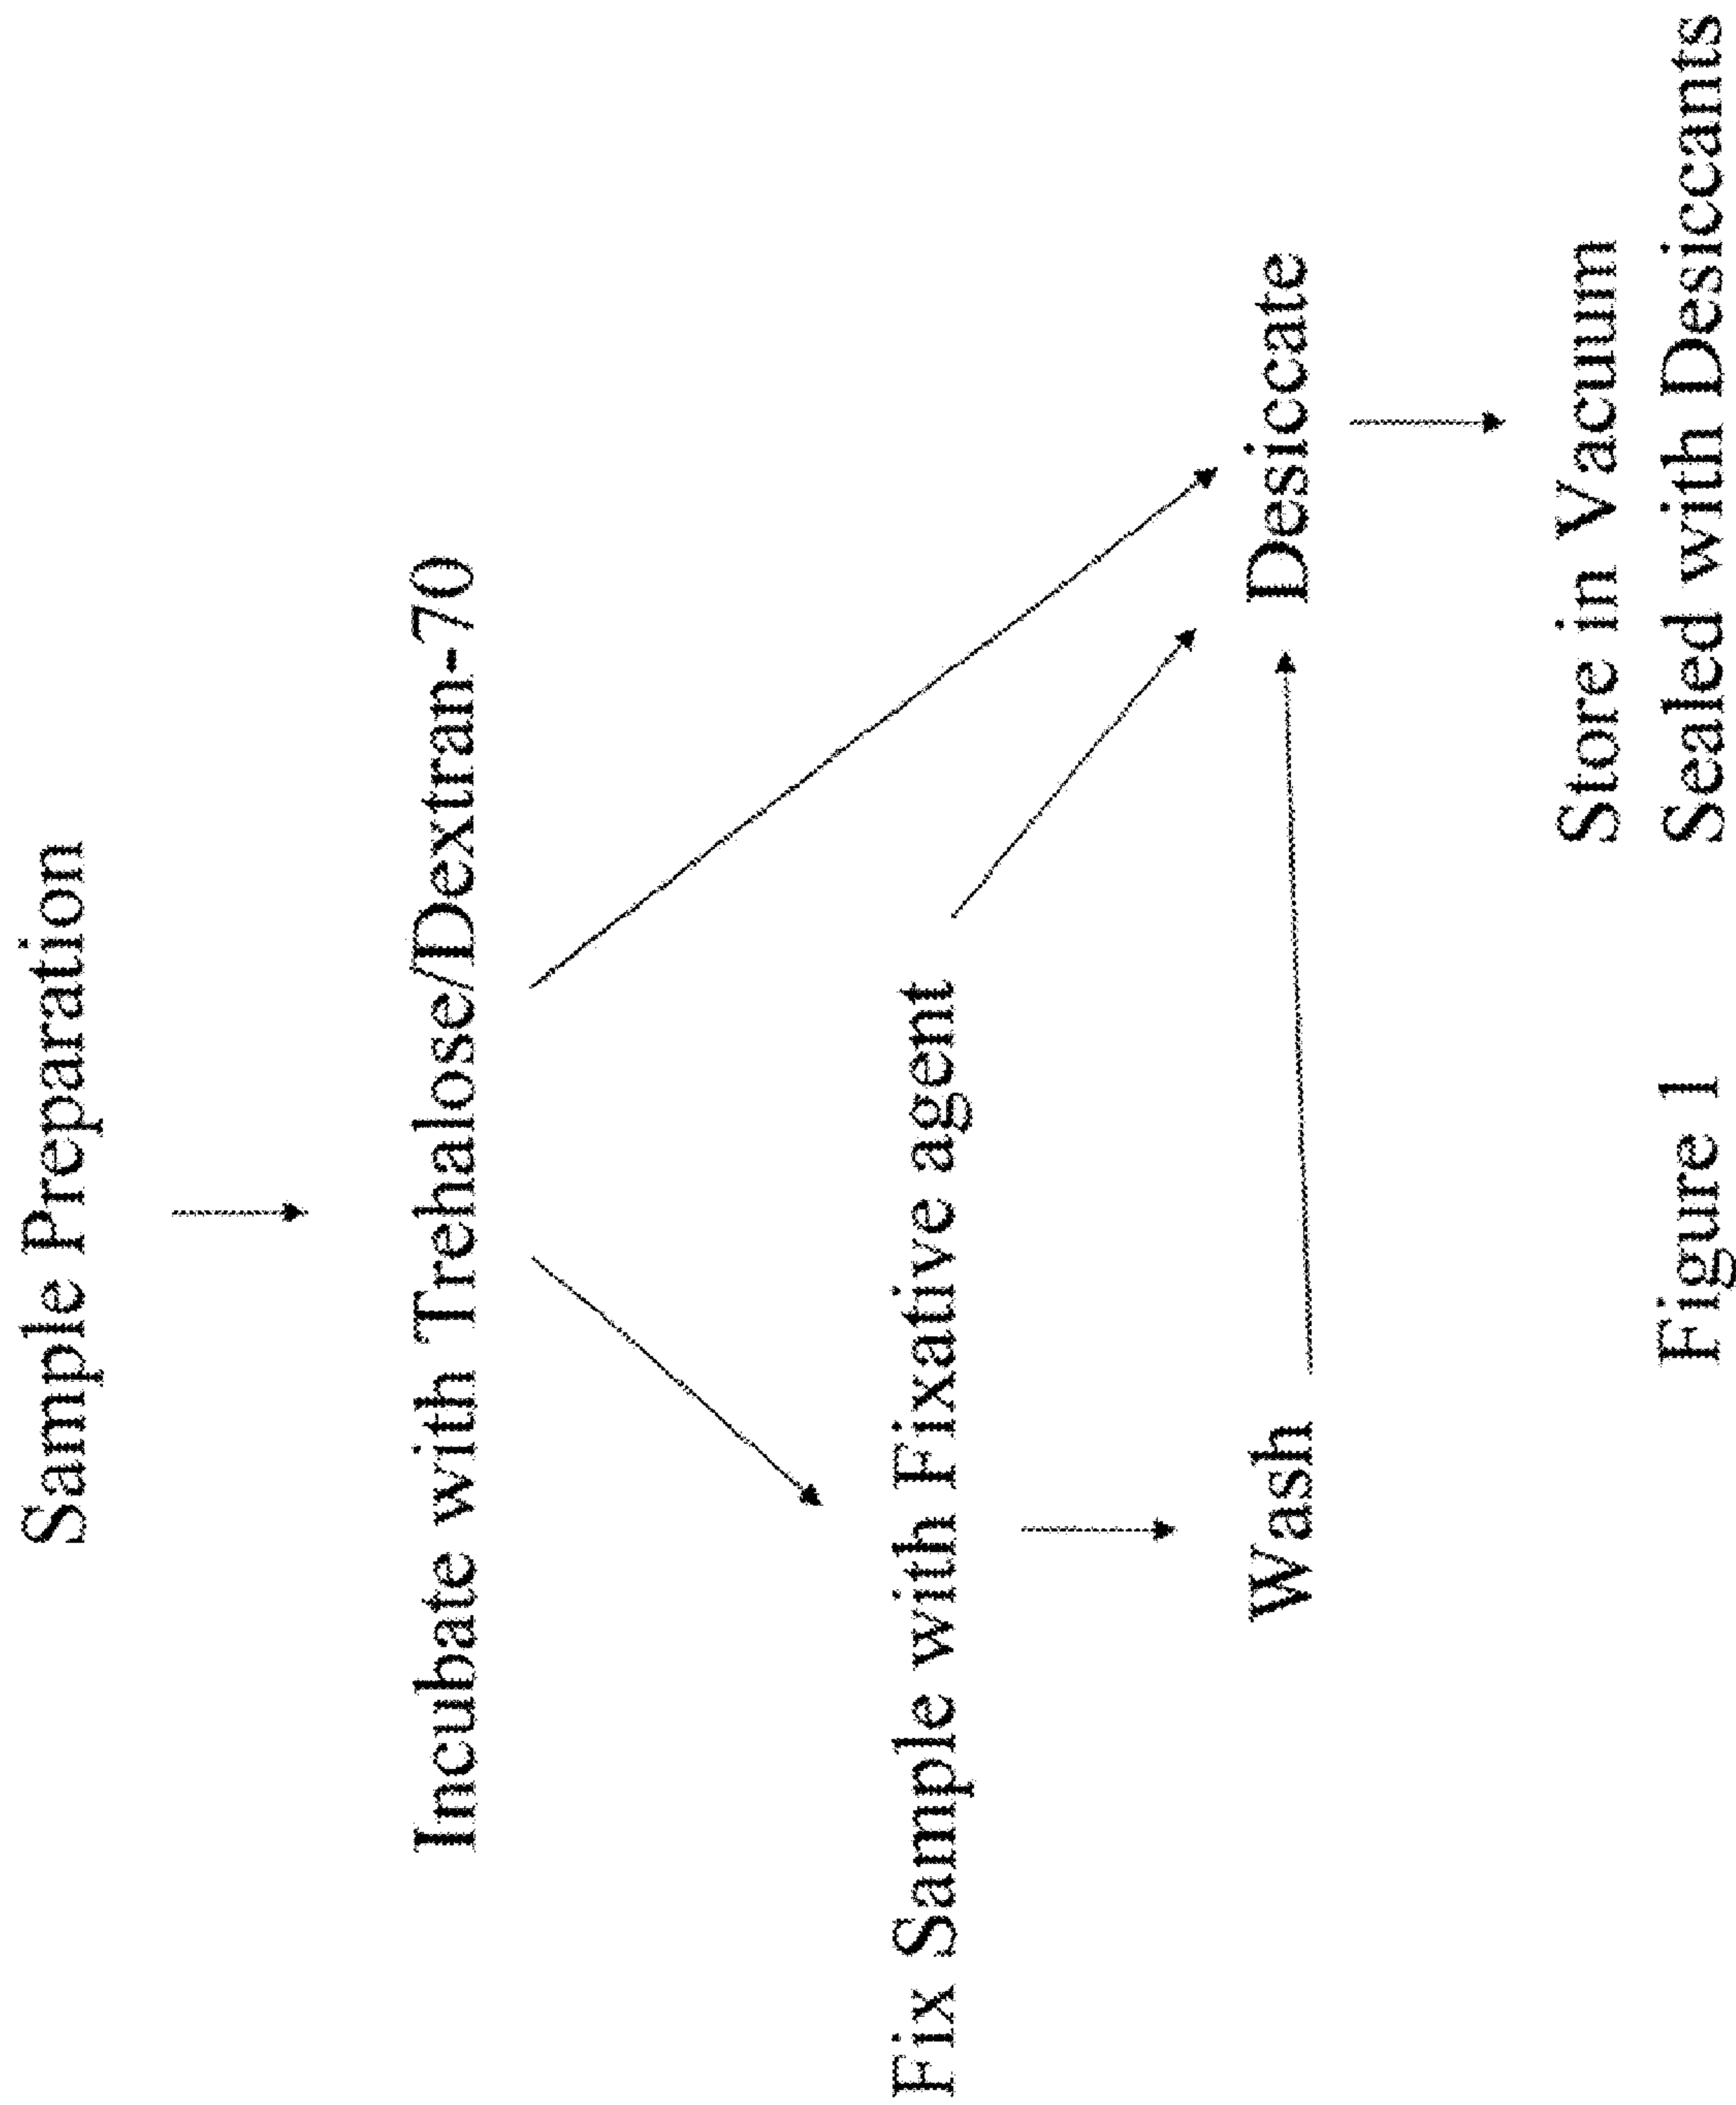 Sample Preparation
Incubate with Trehalose/Dextran-70
Fix Sample with Fixative agent
Wash
Desiccate
Store in Vacuum
Sealed with Desiccants
Figure 1